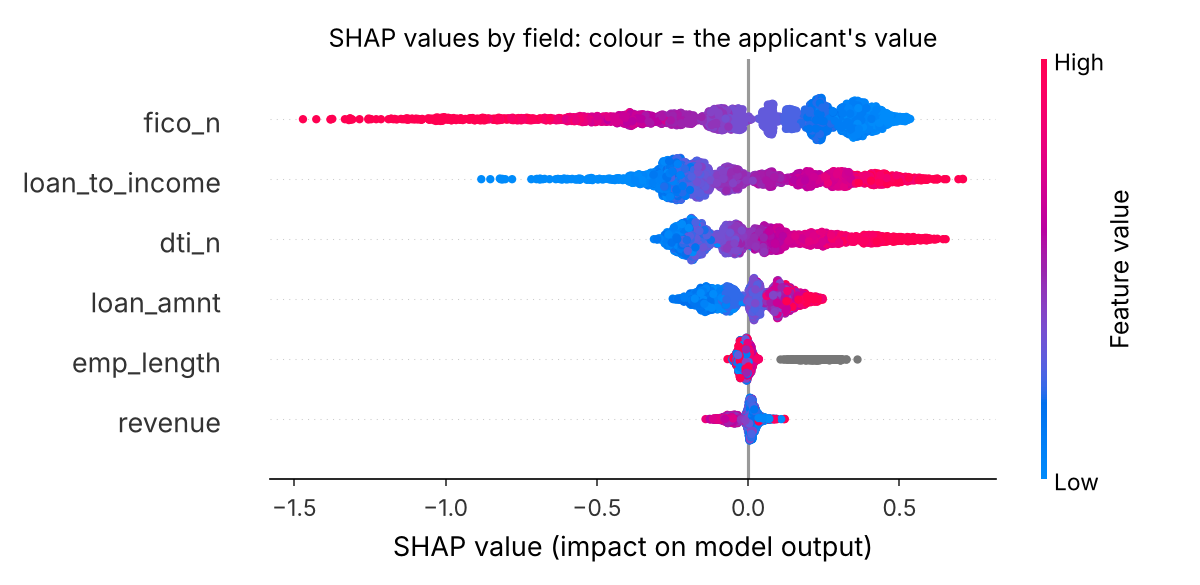 SHAP values by field: colour = the applicant's value
High
fico_n
loan_to_income
dti_n
loan_amnt
emp_length
revenue
Feature value
Low
−1.5
−1.0
−0.5
0.0
0.5
SHAP value (impact on model output)